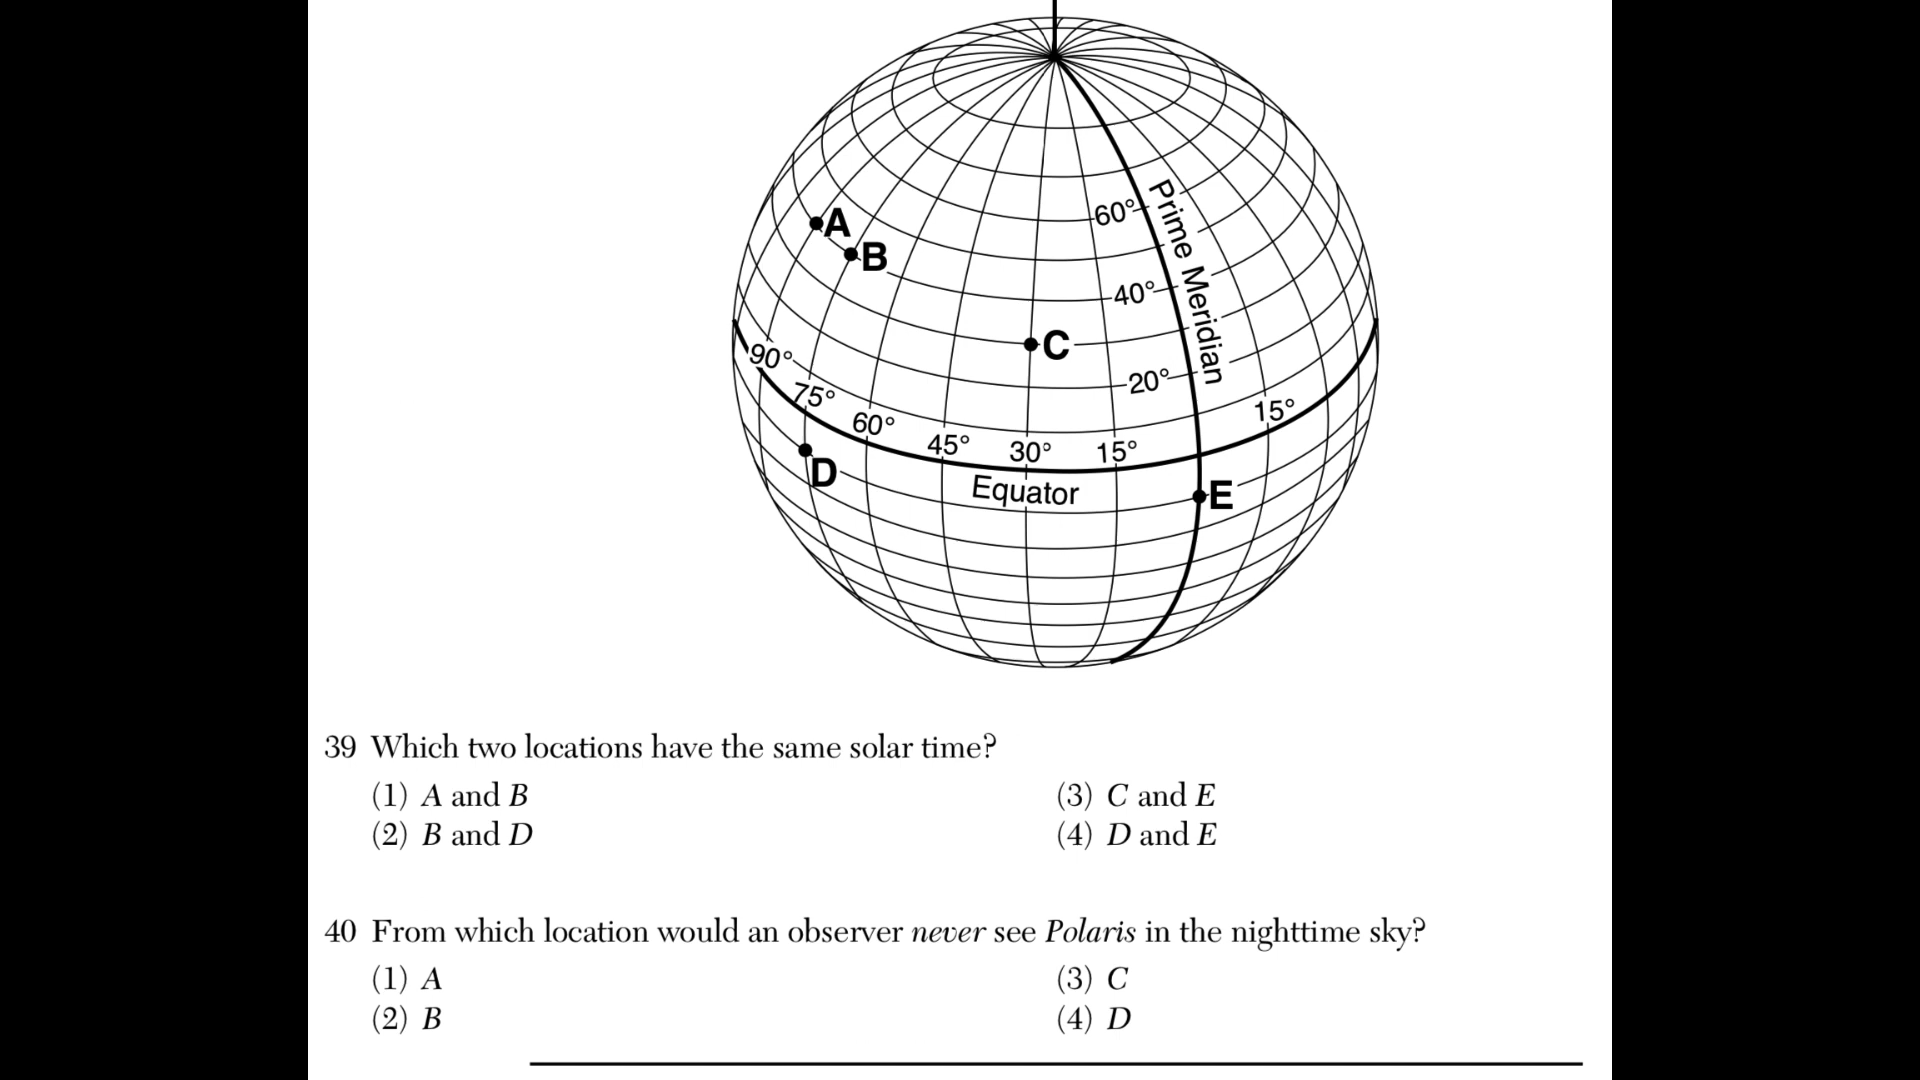 A
B
60°
Prime Meridian
40°
C
20°
90°
75°
60°
45°
30°
15°
15°
D
Equator
E
39 Which two locations have the same solar time?
(1) A and B
(3) C and E
(2) B and D
(4) D and E
40 From which location would an observer never see Polaris in the nighttime sky?
(1) A
(3) C
(2) B
(4) D